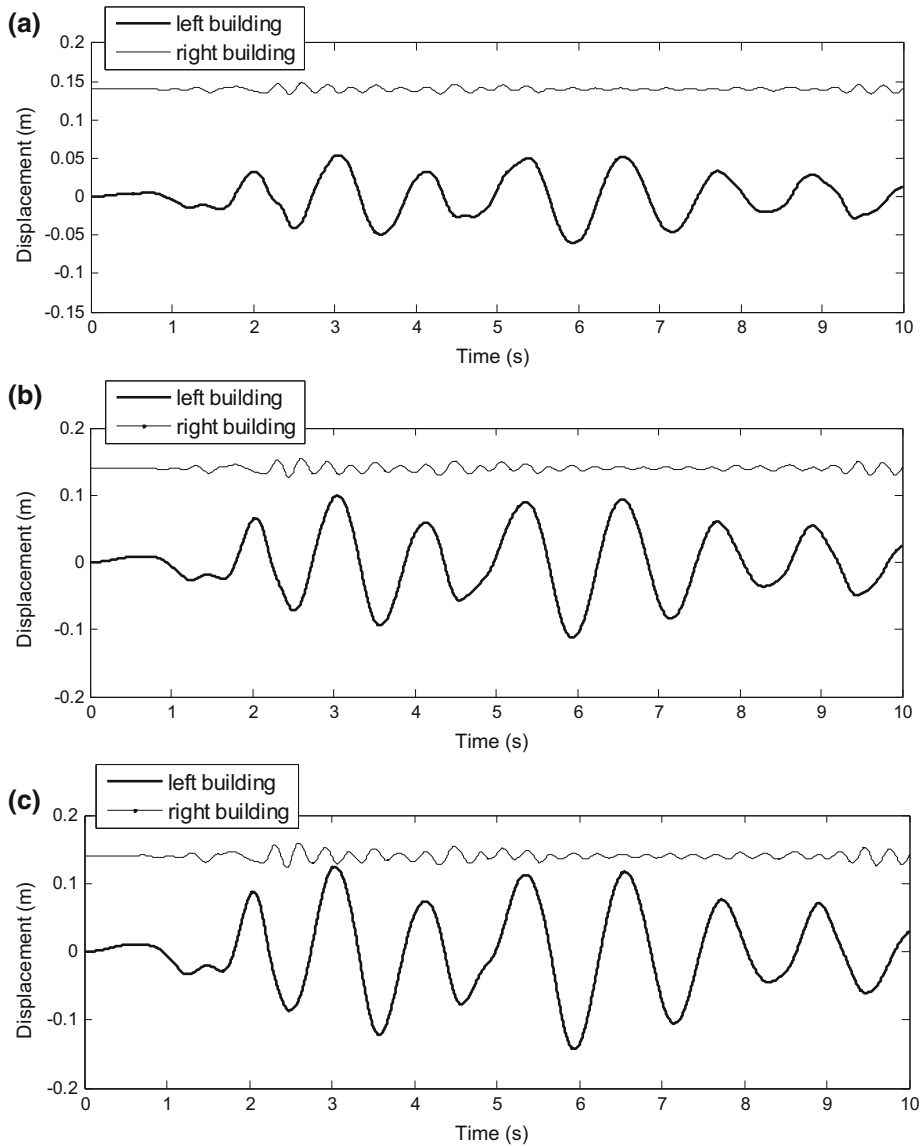 (a)
left building
right building
0.2
0.15
0.1
0.05
0
-0.05
-0.1
-0.15
Displacement (m)
0 1 2 3 4 5 6 7 8 9 10
Time (s)
(b)
left building
right building
0.2
0.1
0
-0.1
-0.2
Displacement (m)
0 1 2 3 4 5 6 7 8 9 10
Time (s)
(c)
left building
right building
0.2
0.1
0
-0.1
-0.2
Displacement (m)
0 1 2 3 4 5 6 7 8 9 10
Time (s)